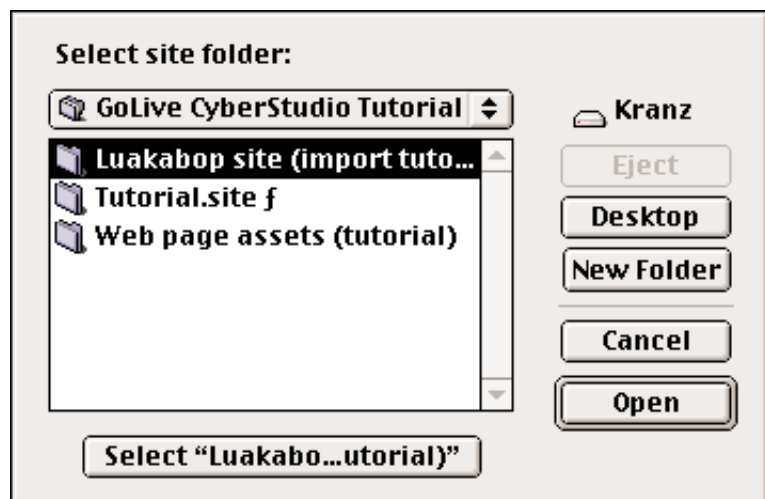 Select site folder:
GoLive CyberStudio Tutorial
Kranz
Luakabop site (import tuto...
Tutorial.site ƒ
Web page assets (tutorial)
Eject
Desktop
New Folder
Cancel
Open
Select “Luakabo...utorial)”